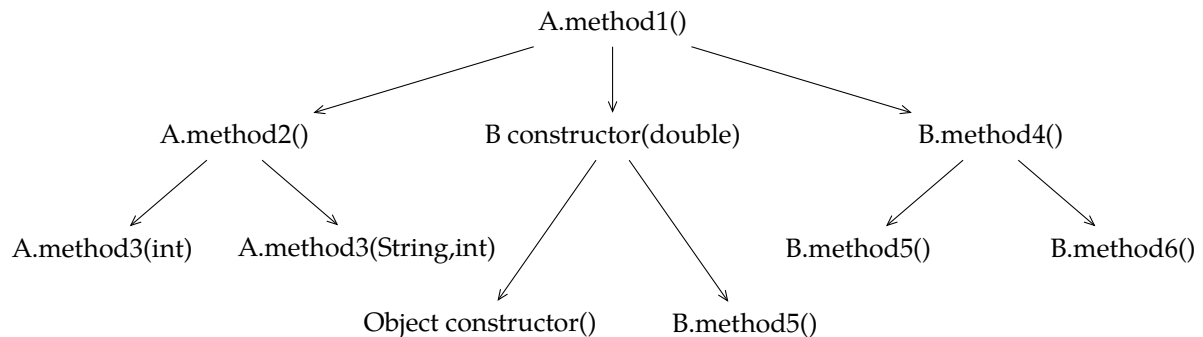 A.method1()
A.method2() B constructor(double) B.method4()
A.method3(int) A.method3(String,int) B.method5() B.method6()
Object constructor() B.method5()